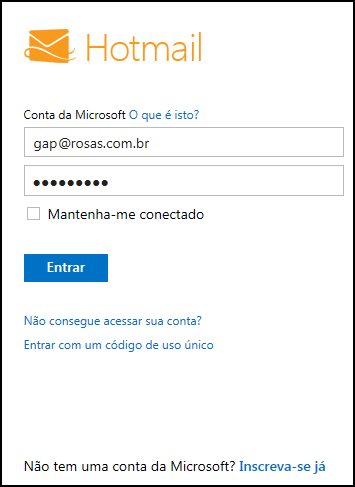 Hotmail
Conta da Microsoft O que é isto?
gap@rosas.com.br
●●●●●●●●●
Mantenha-me conectado
Entrar
Não consegue acessar sua conta?
Entrar com um código de uso único
Não tem uma conta da Microsoft? Inscreva-se já